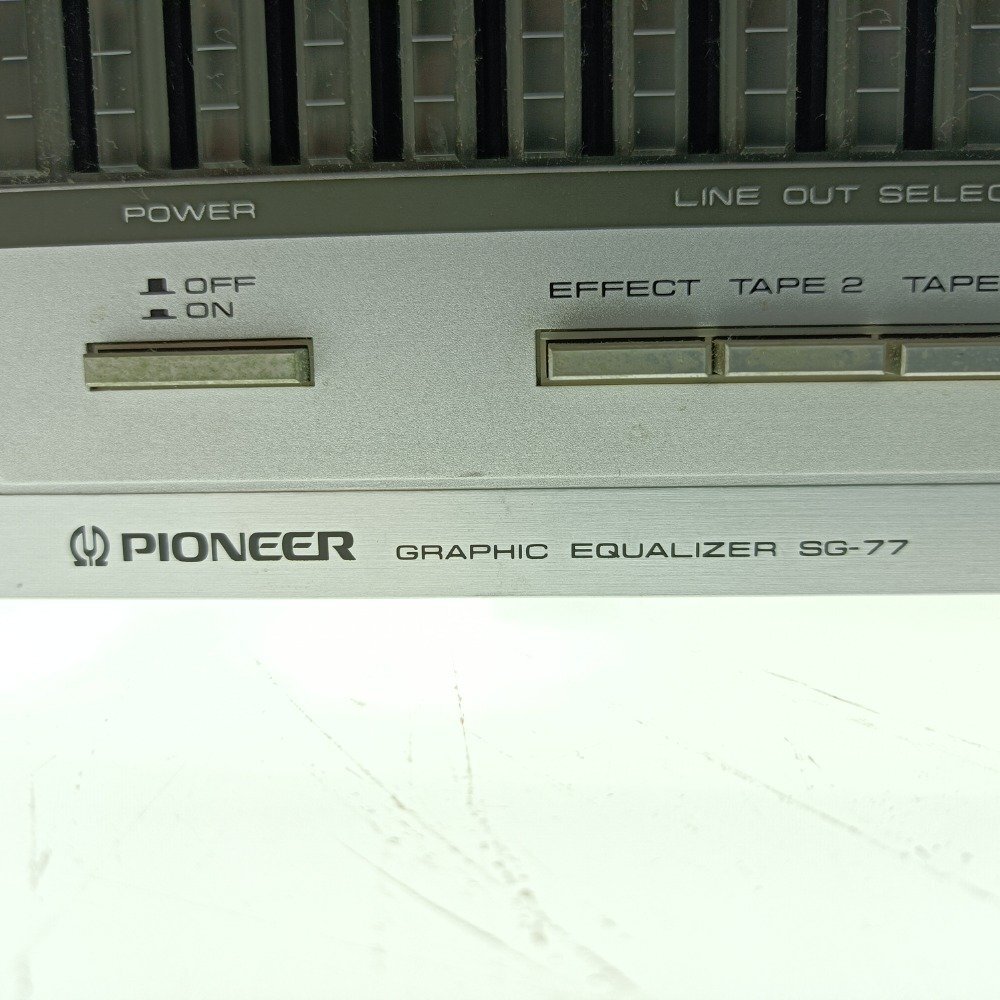 POWER
LINE OUT SELEC
OFF
ON
EFFECT TAPE 2 TAPE
PIONEER GRAPHIC EQUALIZER SG-77